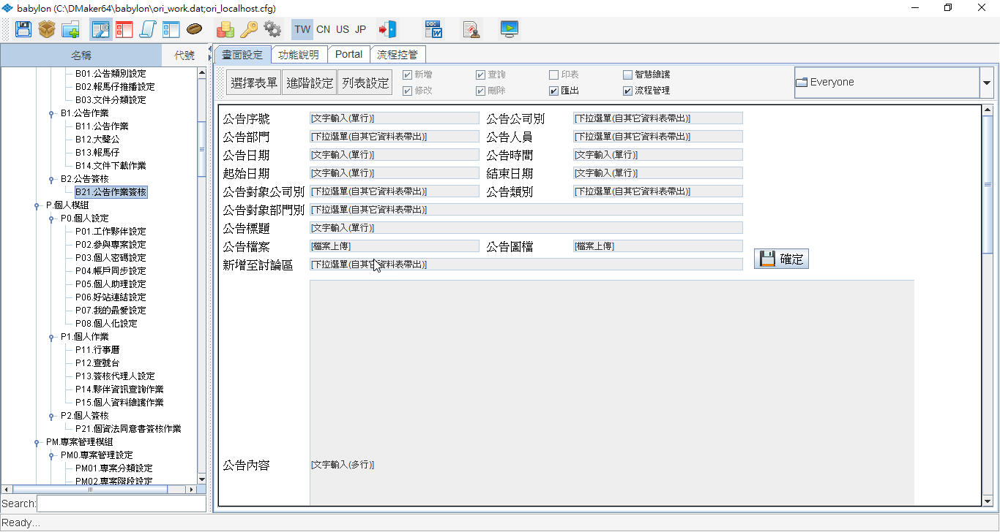 babylon (C:\DMaker64\babylon\ori_work.dat;ori_localhost.cfg)
TW CN US JP
名稱 代號
B01.公告類別設定
B02.報馬仔推播設定
B03.文件分類設定
B1.公告作業
B11.公告作業
B12.大聲公
B13.報馬仔
B14.文件下載作業
B2.公告簽核
B21.公告作業簽核
P.個人模組
P0.個人設定
P01.工作夥伴設定
P02.參與專案設定
P03.個人密碼設定
P04.帳戶同步設定
P05.個人助理設定
P06.好站連結設定
P07.我的最愛設定
P08.個人化設定
P1.個人作業
P11.行事曆
P12.查號台
P13.簽核代理人設定
P14.夥伴資訊查詢作業
P15.個人資料維護作業
P2.個人簽核
P21.個資法同意書簽核作業
PM.專案管理模組
PM0.專案管理設定
PM01.專案分類設定
PM02.專案階段設定
Search:
Ready...
畫面設定 功能說明 Portal 流程控管
選擇表單 進階設定 列表設定
新增 查詢 印表 智慧維護
修改 刪除 匯出 流程管理
Everyone
公告序號 [文字輸入(單行)] 公告公司別 [下拉選單(自其它資料表帶出)]
公告部門 [下拉選單(自其它資料表帶出)] 公告人員 [下拉選單(自其它資料表帶出)]
公告日期 [文字輸入(單行)] 公告時間 [文字輸入(單行)]
起始日期 [文字輸入(單行)] 結束日期 [文字輸入(單行)]
公告對象公司別 [下拉選單(自其它資料表帶出)] 公告類別 [下拉選單(自其它資料表帶出)]
公告對象部門別 [下拉選單(自其它資料表帶出)]
公告標題 [文字輸入(單行)]
公告檔案 [檔案上傳] 公告圖檔 [檔案上傳]
新增至討論區 [下拉選單(自其它資料表帶出)] 確定
公告內容 [文字輸入(多行)]